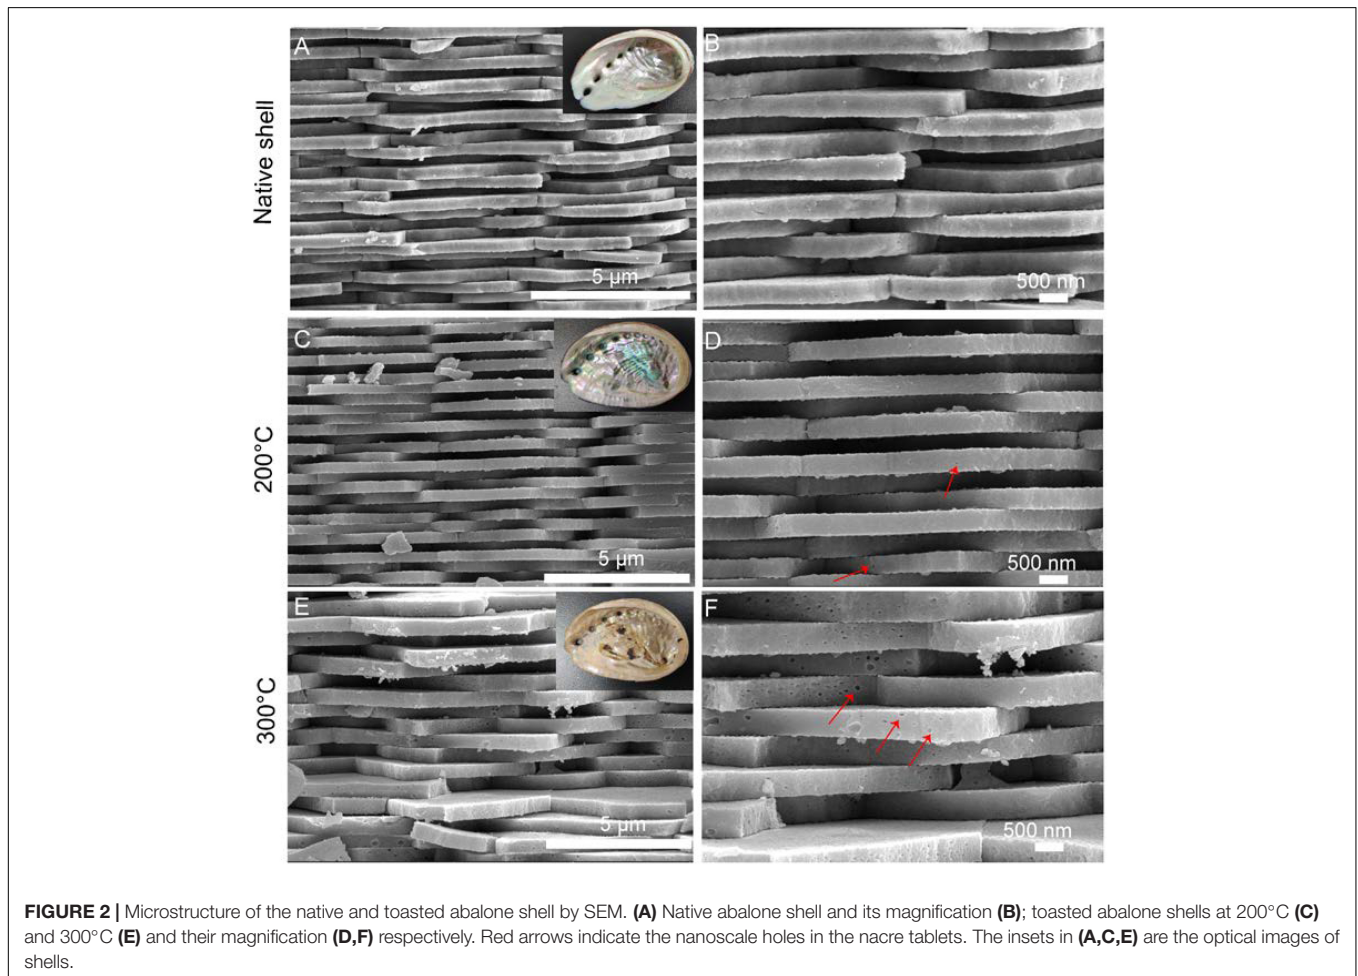 A
B
Native shell
5 µm
500 nm
C
D
200°C
5 µm
500 nm
E
F
300°C
5 µm
500 nm
FIGURE 2 | Microstructure of the native and toasted abalone shell by SEM. (A) Native abalone shell and its magnification (B); toasted abalone shells at 200°C (C)
and 300°C (E) and their magnification (D,F) respectively. Red arrows indicate the nanoscale holes in the nacre tablets. The insets in (A,C,E) are the optical images of
shells.